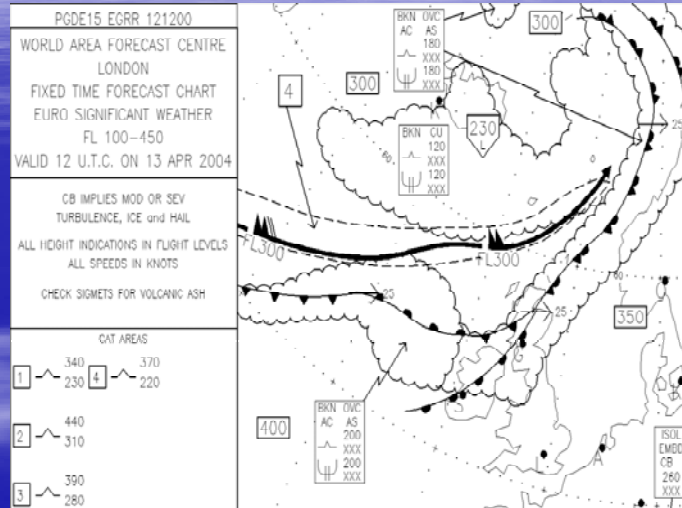 PGDE15 EGRR 121200
WORLD AREA FORECAST CENTRE
LONDON
FIXED TIME FORECAST CHART
EURO SIGNIFICANT WEATHER
FL 100-450
VALID 12 U.T.C. ON 13 APR 2004
CB IMPLIES MOD OR SEV
TURBULENCE, ICE and HAIL
ALL HEIGHT INDICATIONS IN FLIGHT LEVELS
ALL SPEEDS IN KNOTS
CHECK SIGMETS FOR VOLCANIC ASH
CAT AREAS
1 340
230
4 370
220
2 440
310
3 390
280
BKN OVC
AC AS
180
XXX
180
XXX
300
300
4
BKN CU
120
XXX
120
XXX
230
L
25
FL300
FL300
60
25
25
350
400
BKN OVC
AC AS
200
XXX
200
XXX
S
L
A
ISOL
EMBD
CB
260
XXX